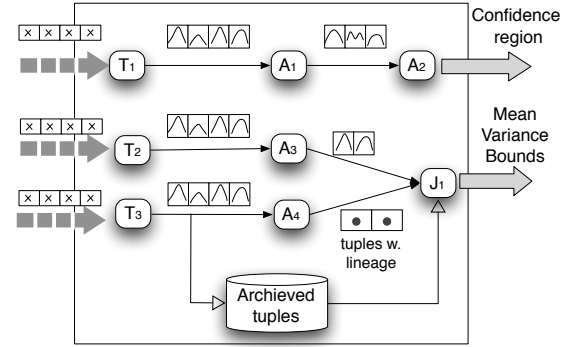 x x x x
T1
A1
A2
Confidence
region
x x x x
T2
A3
Mean
Variance
Bounds
J1
x x x x
T3
A4
tuples w.
lineage
Archieved
tuples